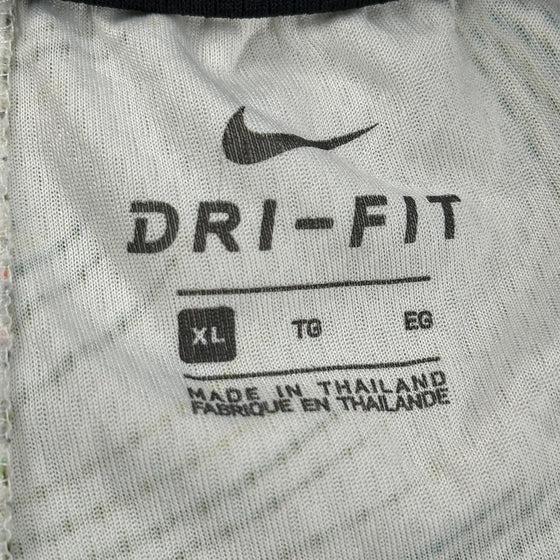 DRI-FIT
XL TG EG
MADE IN THAILAND
FABRIQUE EN THAILANDE